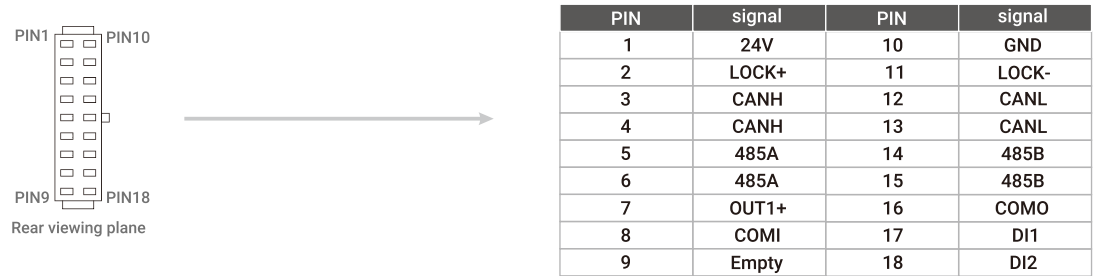 PIN1 PIN10
PIN9 PIN18
Rear viewing plane
PIN signal PIN signal
1 24V 10 GND
2 LOCK+ 11 LOCK-
3 CANH 12 CANL
4 CANH 13 CANL
5 485A 14 485B
6 485A 15 485B
7 OUT1+ 16 COMO
8 COMI 17 DI1
9 Empty 18 DI2